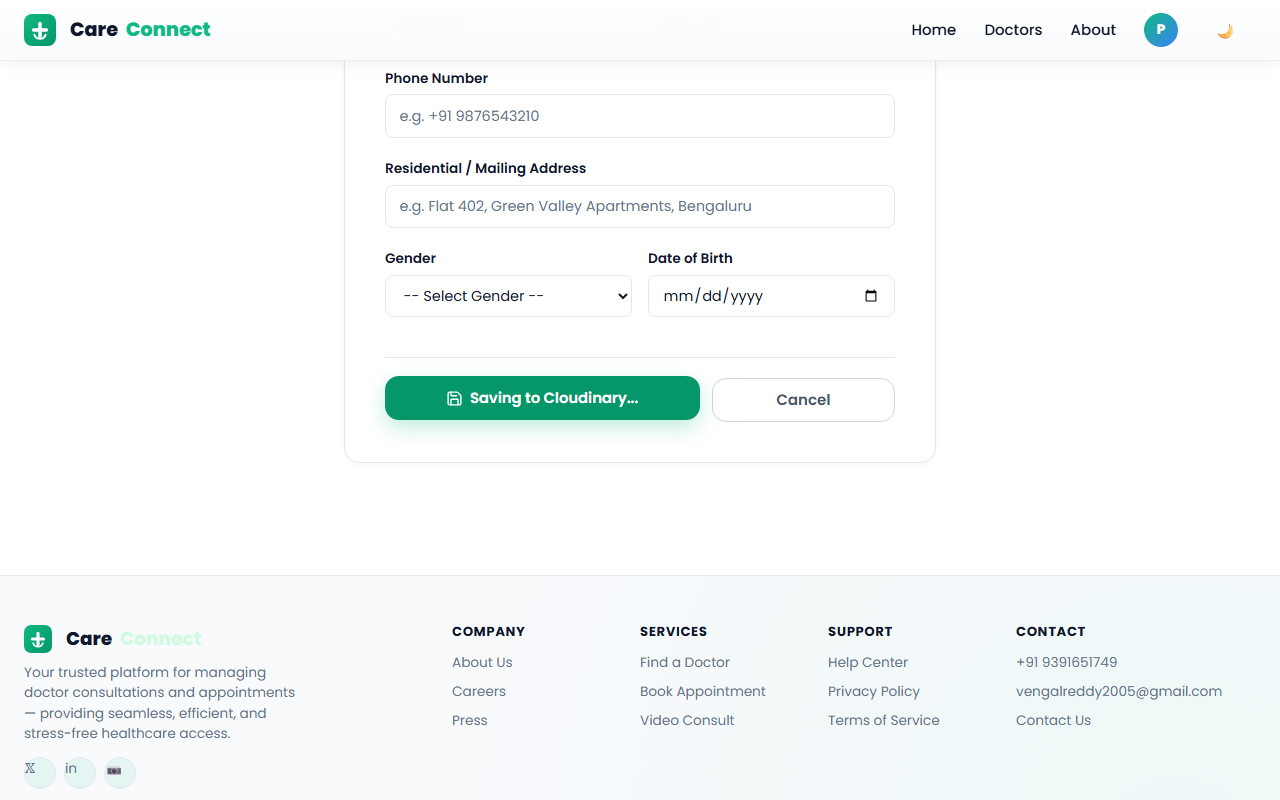 Care Connect
Home
Doctors
About
P
Phone Number
e.g. +91 9876543210
Residential / Mailing Address
e.g. Flat 402, Green Valley Apartments, Bengaluru
Gender
Date of Birth
-- Select Gender --
mm/dd/yyyy
Saving to Cloudinary...
Cancel
Care Connect
Your trusted platform for managing
doctor consultations and appointments
— providing seamless, efficient, and
stress-free healthcare access.
𝕏
in
COMPANY
About Us
Careers
Press
SERVICES
Find a Doctor
Book Appointment
Video Consult
SUPPORT
Help Center
Privacy Policy
Terms of Service
CONTACT
+91 9391651749
vengalreddy2005@gmail.com
Contact Us